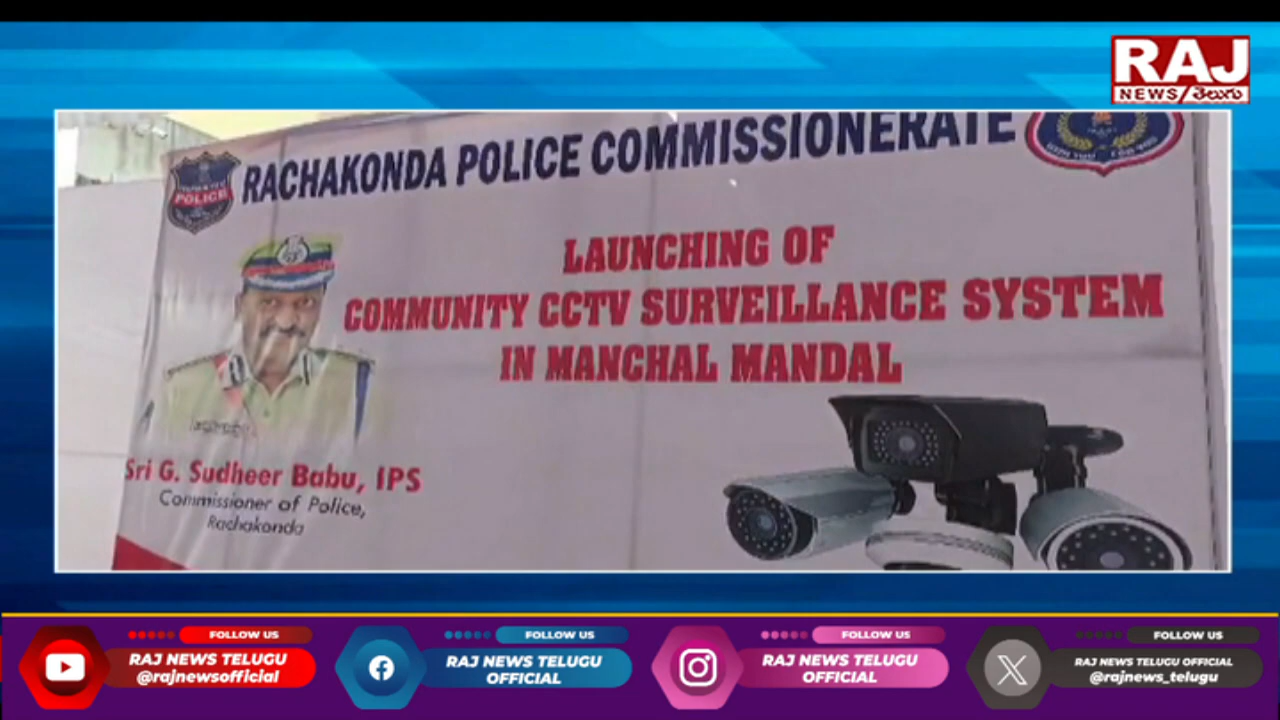 RAJ
NEWS తెలుగు
RACHAKONDA POLICE COMMISSIONERATE
POLICE
LAUNCHING OF
COMMUNITY CCTV SURVEILLANCE SYSTEM
IN MANCHAL MANDAL
Sri G. Sudheer Babu, IPS
Commissioner of Police,
Rachakonda
FOLLOW US
RAJ NEWS TELUGU
@rajnewsofficial
FOLLOW US
RAJ NEWS TELUGU
OFFICIAL
FOLLOW US
RAJ NEWS TELUGU
OFFICIAL
FOLLOW US
RAJ NEWS TELUGU OFFICIAL
@rajnews_telugu